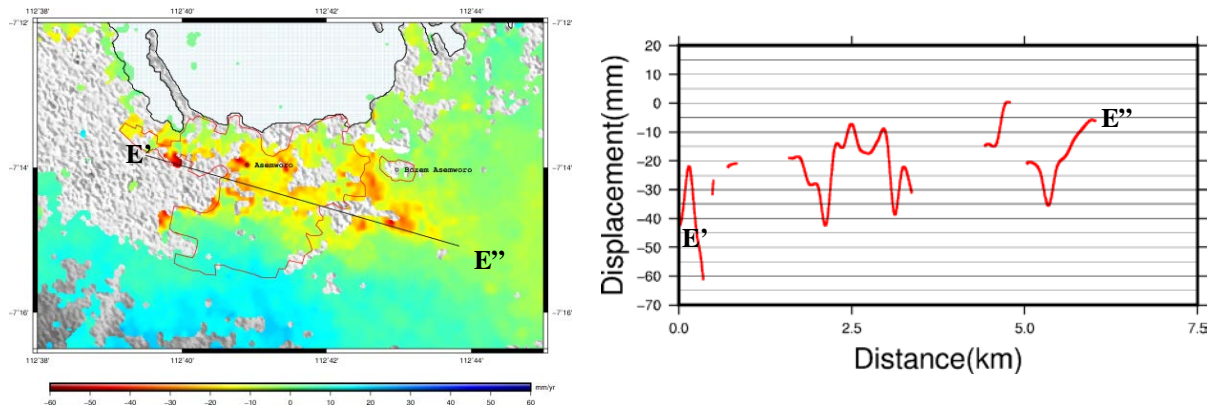 112˚38' 112˚40' 112˚42' 112˚44'
−7˚12' −7˚12'
−7˚14' −7˚14'
−7˚16' −7˚16'
E’
Asemworo
Bozem Asemworo
E”
112˚38' 112˚40' 112˚42' 112˚44'
mm/yr
−60 −50 −40 −30 −20 −10 0 10 20 30 40 50 60
Displacement(mm)
20
10
0
−10
−20
−30
−40
−50
−60
−70
E’
E”
0.0 2.5 5.0 7.5
Distance(km)